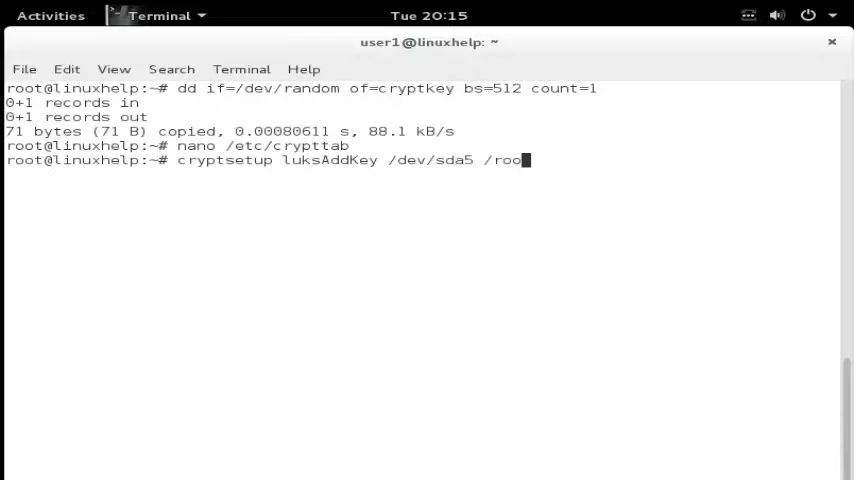 Activities Terminal Tue 20:15
user1@linuxhelp: ~
File Edit View Search Terminal Help
root@linuxhelp:~# dd if=/dev/random of=cryptkey bs=512 count=1
0+1 records in
0+1 records out
71 bytes (71 B) copied, 0.00080611 s, 88.1 kB/s
root@linuxhelp:~# nano /etc/crypttab
root@linuxhelp:~# cryptsetup luksAddKey /dev/sda5 /roo